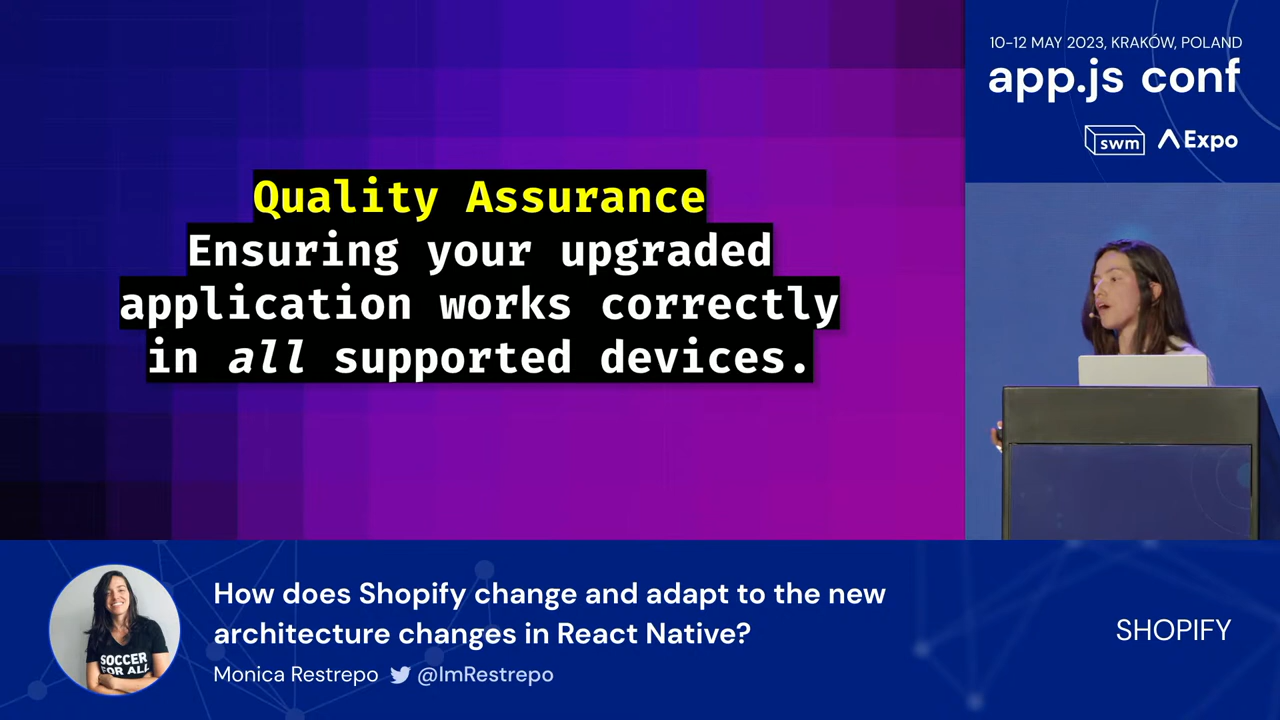 Quality Assurance
Ensuring your upgraded
application works correctly
in all supported devices.
10-12 MAY 2023, KRAKÓW, POLAND
app.js conf
swm Expo
How does Shopify change and adapt to the new
architecture changes in React Native?
Monica Restrepo @lmRestrepo
SHOPIFY
SOCCER
FOR ALL